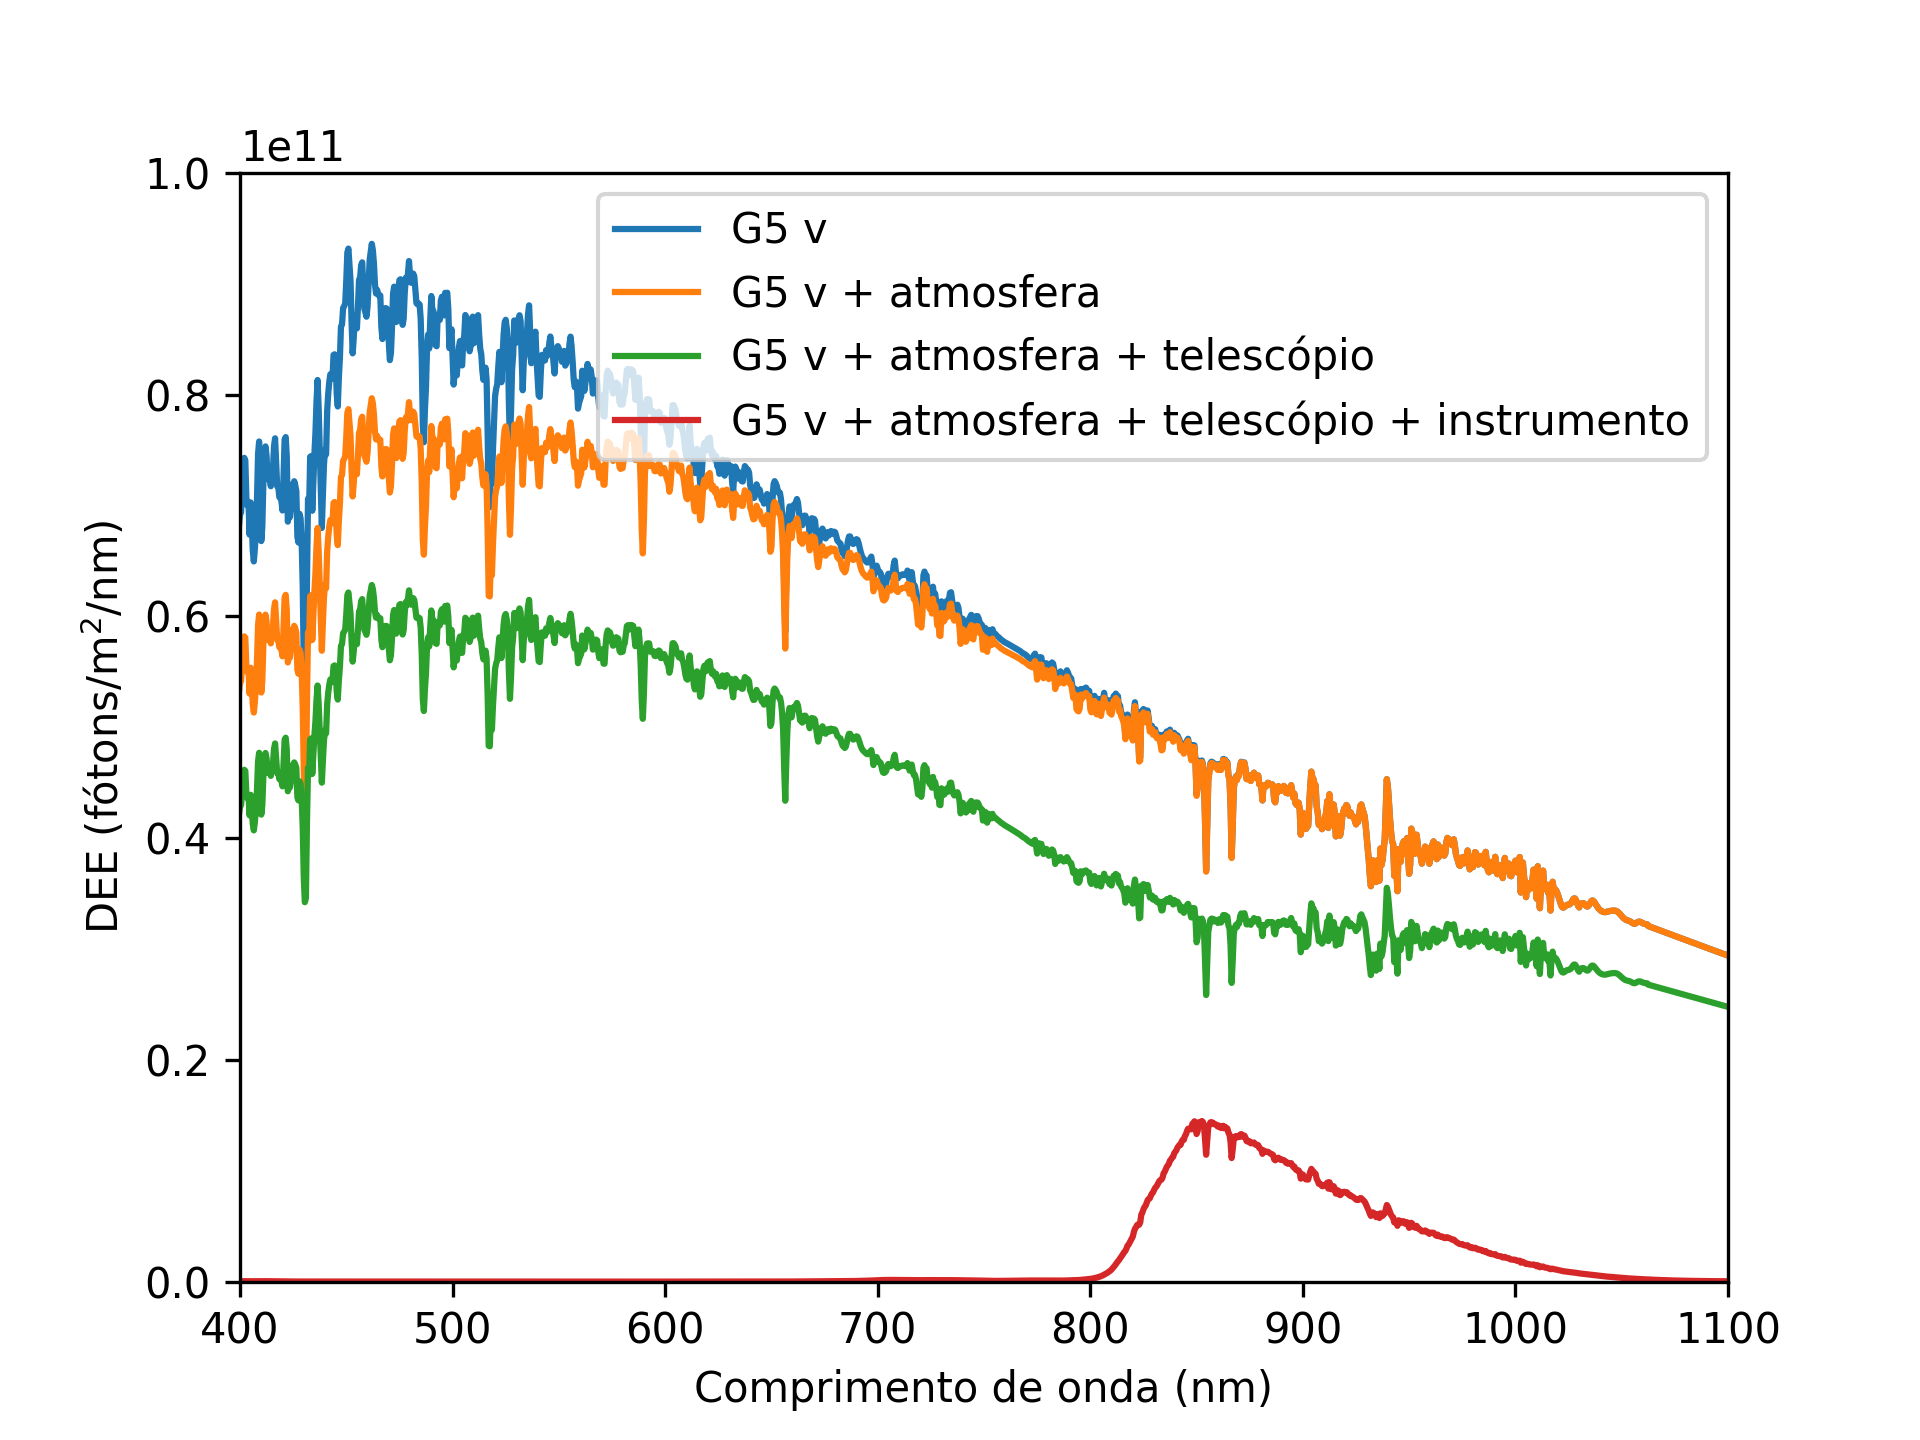 1e11
1.0
0.8
0.6
0.4
0.2
0.0
DEE (fótons/m²/nm)
G5 v
G5 v + atmosfera
G5 v + atmosfera + telescópio
G5 v + atmosfera + telescópio + instrumento
400 500 600 700 800 900 1000 1100
Comprimento de onda (nm)